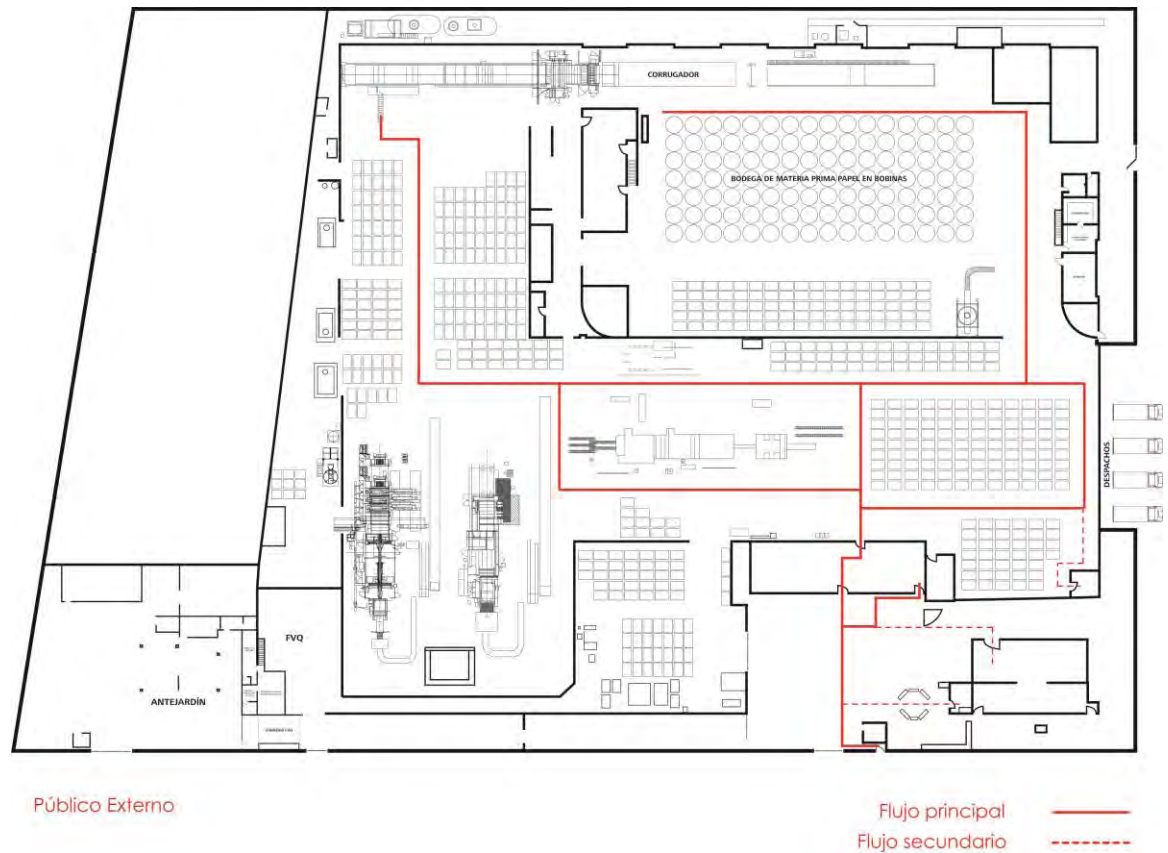 CORRUGADOR
BODEGA DE MATERIA PRIMA PAPEL EN BOBINAS
DESPACHOS
FVQ
ANTEJARDÍN
Público Externo
Flujo principal
Flujo secundario